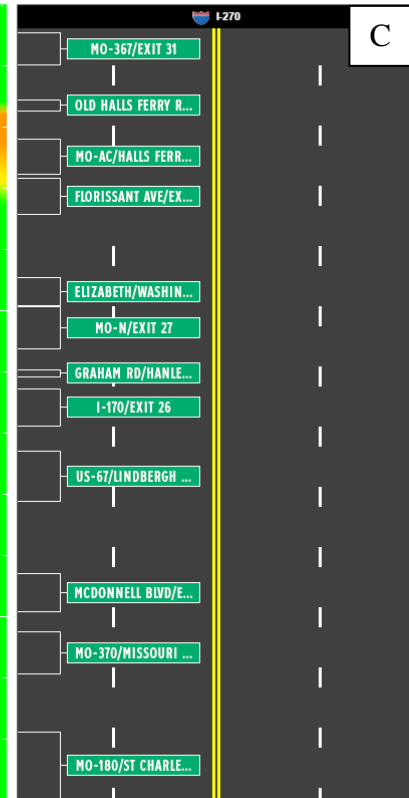 I-270
C
MO-367/EXIT 31
OLD HALLS FERRY R...
MO-AC/HALLS FERR...
FLORISSANT AVE/EX...
ELIZABETH/WASHIN...
MO-N/EXIT 27
GRAHAM RD/HANLE...
I-170/EXIT 26
US-67/LINDBERGH ...
MCDONNELL BLVD/E...
MO-370/MISSOURI ...
MO-180/ST CHARLE...